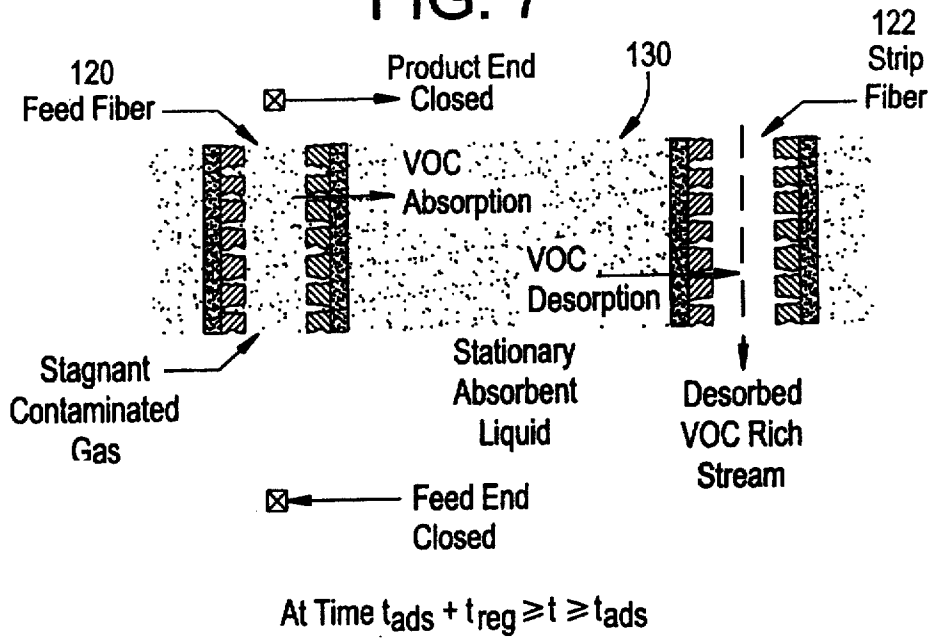 FIG. 7
120
Feed Fiber
Product End
Closed
130
122
Strip
Fiber
VOC
Absorption
VOC
Desorption
Stagnant
Contaminated
Gas
Stationary
Absorbent
Liquid
Desorbed
VOC Rich
Stream
Feed End
Closed
At Time tads + treg ≥ t ≥ tads